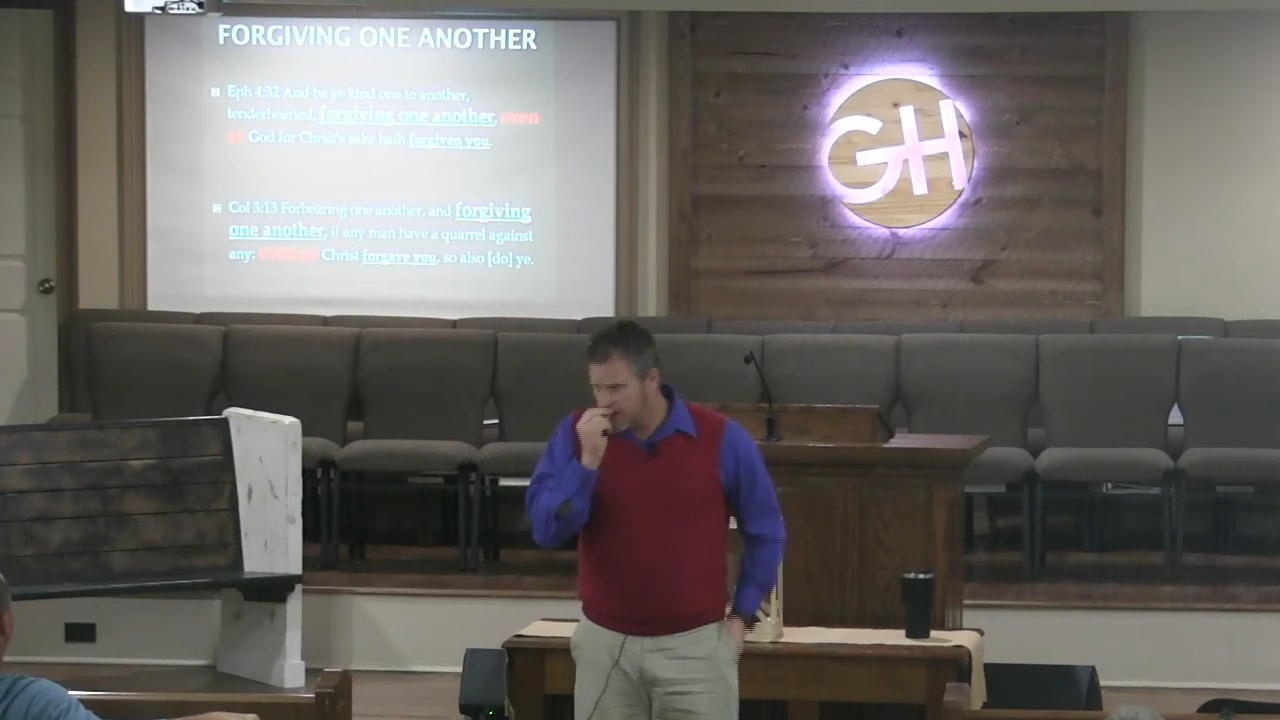 FORGIVING ONE ANOTHER
Eph 4:32 And be ye kind one to another,
tenderhearted, forgiving one another, even
as God for Christ's sake hath forgiven you.
Col 3:13 Forbearing one another, and forgiving
one another, if any man have a quarrel against
any: even as Christ forgave you, so also [do] ye.
GH